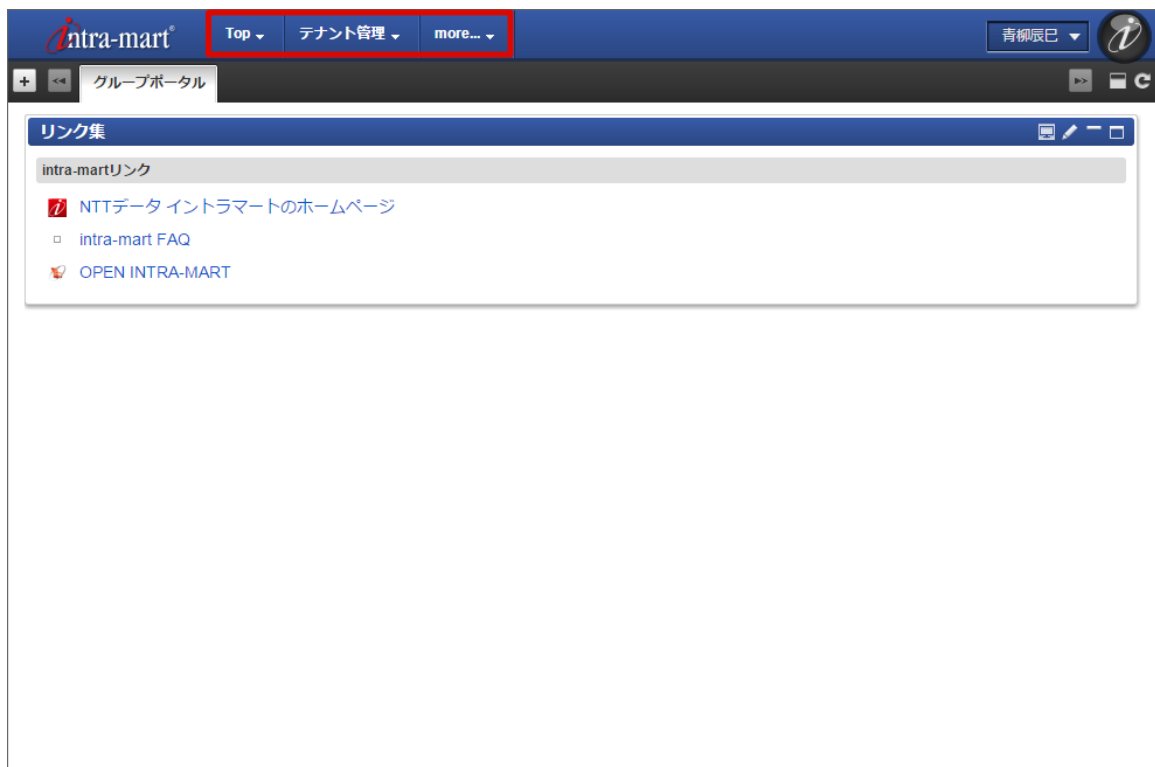 intra-mart® Top テナント管理 more... 青柳辰巳
グループポータル
リンク集
intra-martリンク
NTTデータ イントラマートのホームページ
intra-mart FAQ
OPEN INTRA-MART